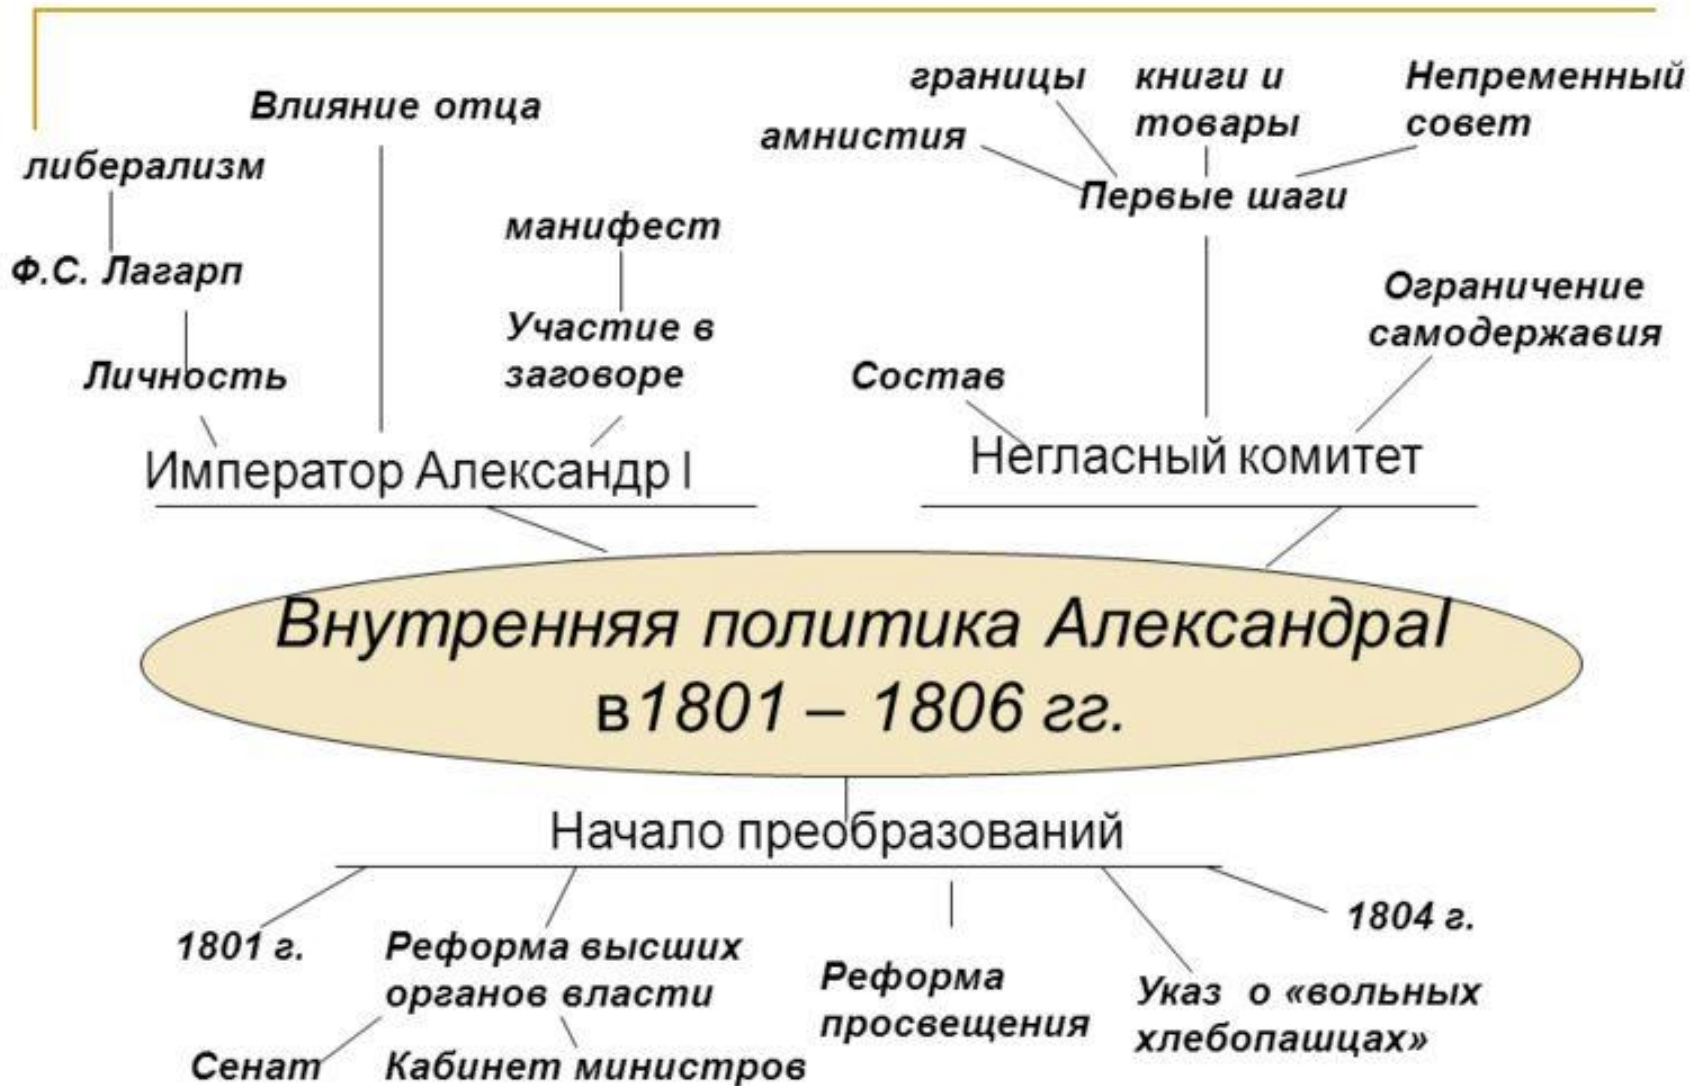 Влияние отца
либерализм
Ф.С. Лагарп
Личность
манифест
Участие в
заговоре
Император Александр I
границы
книги и
товары
Непременный
совет
амнистия
Первые шаги
Ограничение
самодержавия
Состав
Негласный комитет
Внутренняя политика АлександраI
в1801 – 1806 гг.
Начало преобразований
1801 г.
Реформа высших
органов власти
Сенат
Кабинет министров
Реформа
просвещения
Указ о «вольных
хлебопашцах»
1804 г.